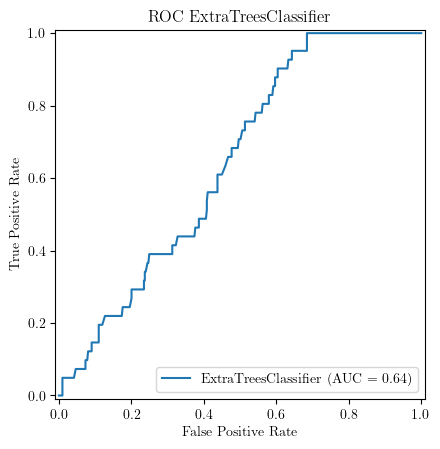 ROC ExtraTreesClassifier
1.0
0.8
0.6
0.4
0.2
0.0
True Positive Rate
ExtraTreesClassifier (AUC = 0.64)
0.0 0.2 0.4 0.6 0.8 1.0
False Positive Rate